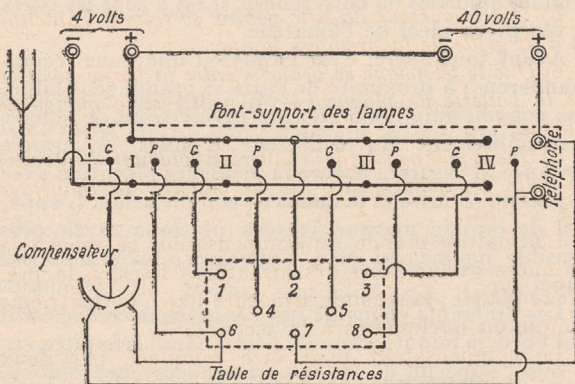 4 volts
40 volts
− +
− +
Pont-support des lampes
G P G P G P G P
I II III IV
Téléphone
Compensateur
1 2 3
4 5
6 7 8
Table de résistances